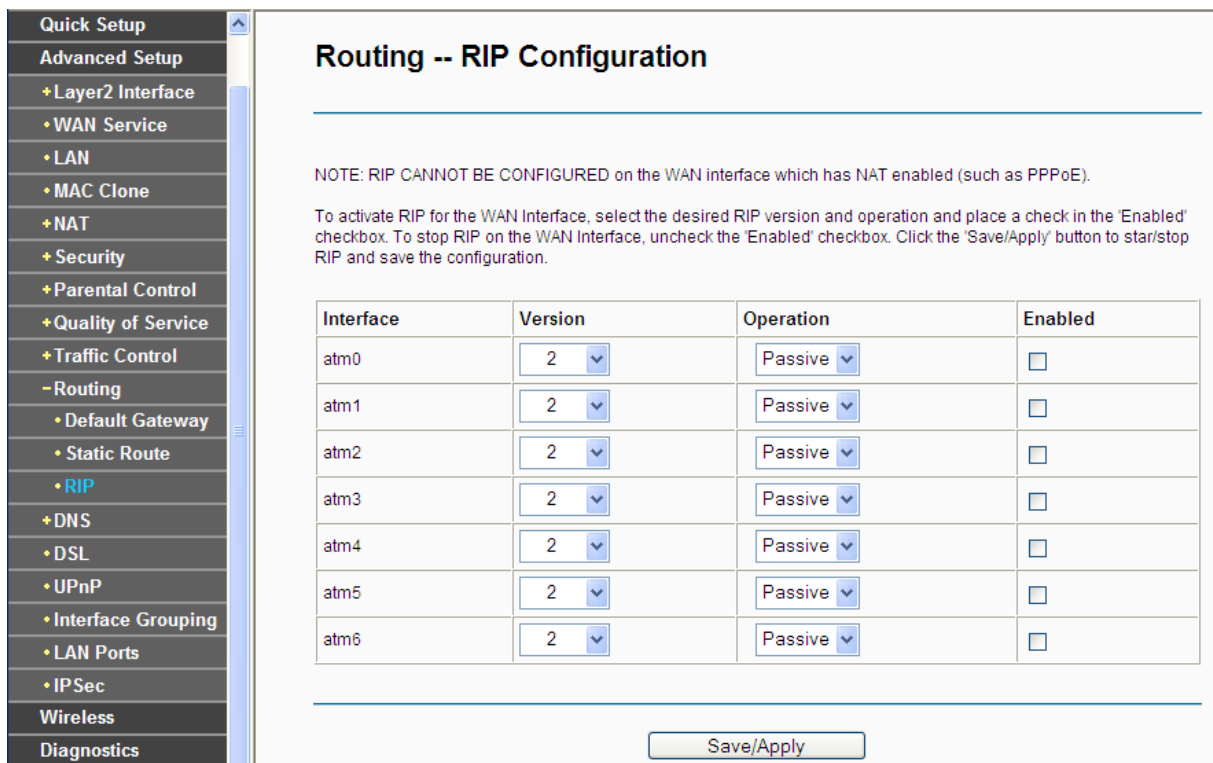 Quick Setup
Advanced Setup
+Layer2 Interface
•WAN Service
•LAN
•MAC Clone
+NAT
+Security
+Parental Control
+Quality of Service
+Traffic Control
-Routing
•Default Gateway
•Static Route
•RIP
+DNS
•DSL
•UPnP
•Interface Grouping
•LAN Ports
•IPSec
Wireless
Diagnostics
Routing -- RIP Configuration
NOTE: RIP CANNOT BE CONFIGURED on the WAN interface which has NAT enabled (such as PPPoE).
To activate RIP for the WAN Interface, select the desired RIP version and operation and place a check in the 'Enabled'
checkbox. To stop RIP on the WAN Interface, uncheck the 'Enabled' checkbox. Click the 'Save/Apply' button to star/stop
RIP and save the configuration.
Interface Version Operation Enabled
atm0 2 Passive
atm1 2 Passive
atm2 2 Passive
atm3 2 Passive
atm4 2 Passive
atm5 2 Passive
atm6 2 Passive
Save/Apply